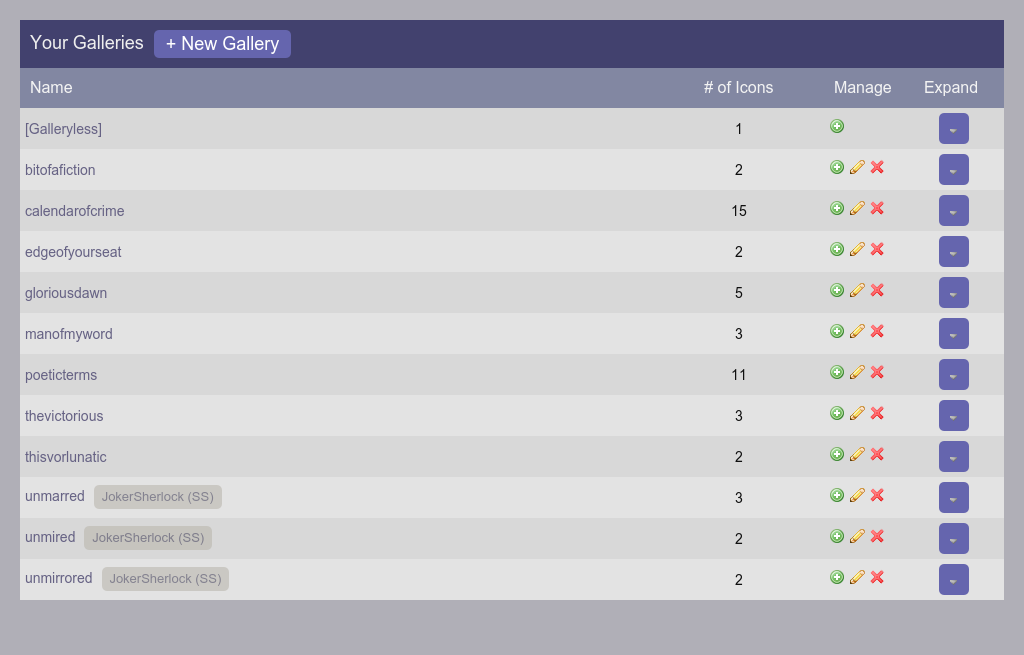 Your Galleries + New Gallery
Name # of Icons Manage Expand
[Galleryless] 1
bitofafiction 2
calendarofcrime 15
edgeofyourseat 2
gloriousdawn 5
manofmyword 3
poeticterms 11
thevictorious 3
thisvorlunatic 2
unmarred JokerSherlock (SS) 3
unmired JokerSherlock (SS) 2
unmirrored JokerSherlock (SS) 2